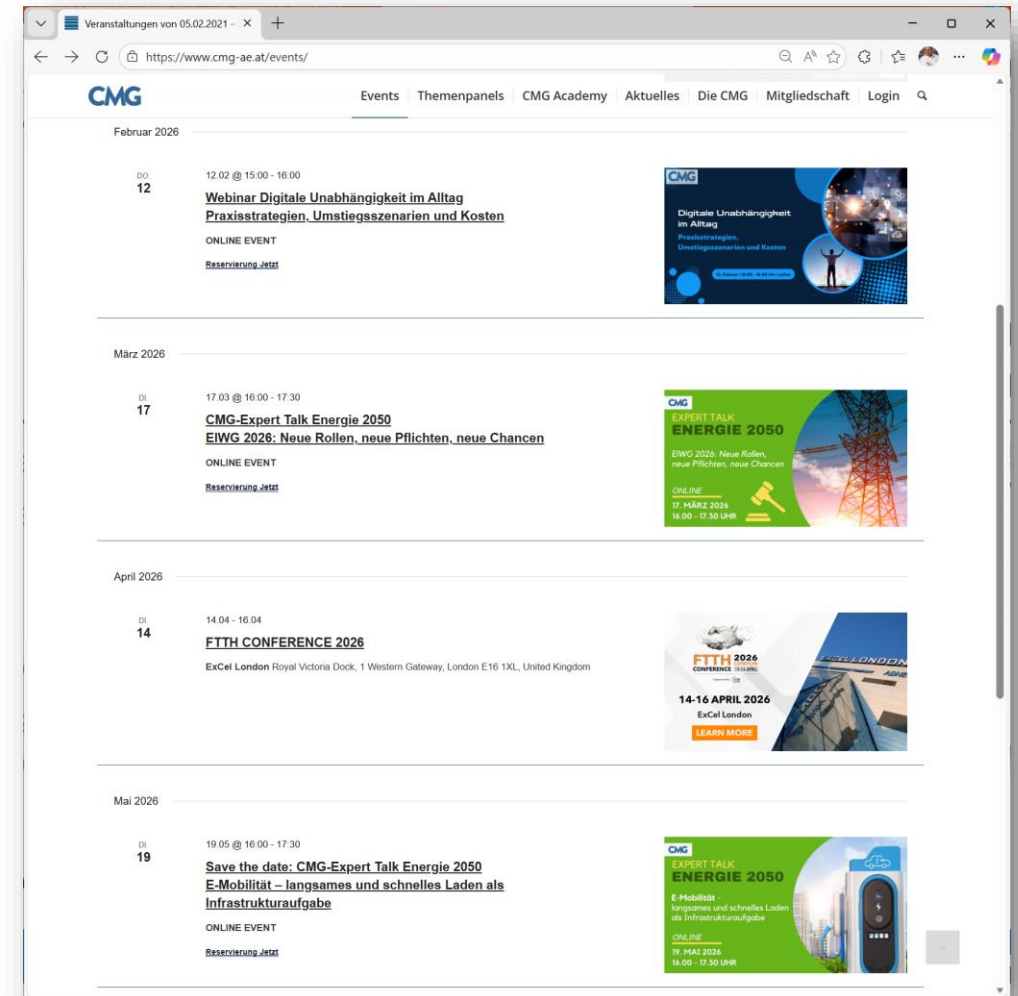 Veranstaltungen von 05.02.2021 –
https://www.cmg-ae.at/events/
CMG
Events
Themenpanels
CMG Academy
Aktuelles
Die CMG
Mitgliedschaft
Login
Februar 2026
DO.
12
12.02 @ 15:00 - 16:00
Webinar Digitale Unabhängigkeit im Alltag
Praxisstrategien, Umstiegsszenarien und Kosten
ONLINE EVENT
Reservierung Jetzt
CMG
Digitale Unabhängigkeit
im Alltag
Praxisstrategien,
Umstiegsszenarien und Kosten
März 2026
DI.
17
17.03 @ 16:00 - 17:30
CMG-Expert Talk Energie 2050
ElWG 2026: Neue Rollen, neue Pflichten, neue Chancen
ONLINE EVENT
Reservierung Jetzt
CMG
EXPERT TALK
ENERGIE 2050
ElWG 2026: Neue Rollen,
neue Pflichten, neue Chancen
ONLINE
17. MÄRZ 2026
16.00 - 17.30 UHR
April 2026
DI.
14
14.04 - 16.04
FTTH CONFERENCE 2026
ExCel London Royal Victoria Dock, 1 Western Gateway, London E16 1XL, United Kingdom
FTTH 2026
CONFERENCE
14-16 APRIL 2026
ExCel London
LEARN MORE
EXCEL LONDON
Mai 2026
DI.
19
19.05 @ 16:00 - 17:30
Save the date: CMG-Expert Talk Energie 2050
E-Mobilität – langsames und schnelles Laden als
Infrastrukturaufgabe
ONLINE EVENT
Reservierung Jetzt
CMG
EXPERT TALK
ENERGIE 2050
E-Mobilität -
langsames und schnelles Laden
als Infrastrukturaufgabe
ONLINE
19. MAI 2026
16.00 - 17.30 UHR